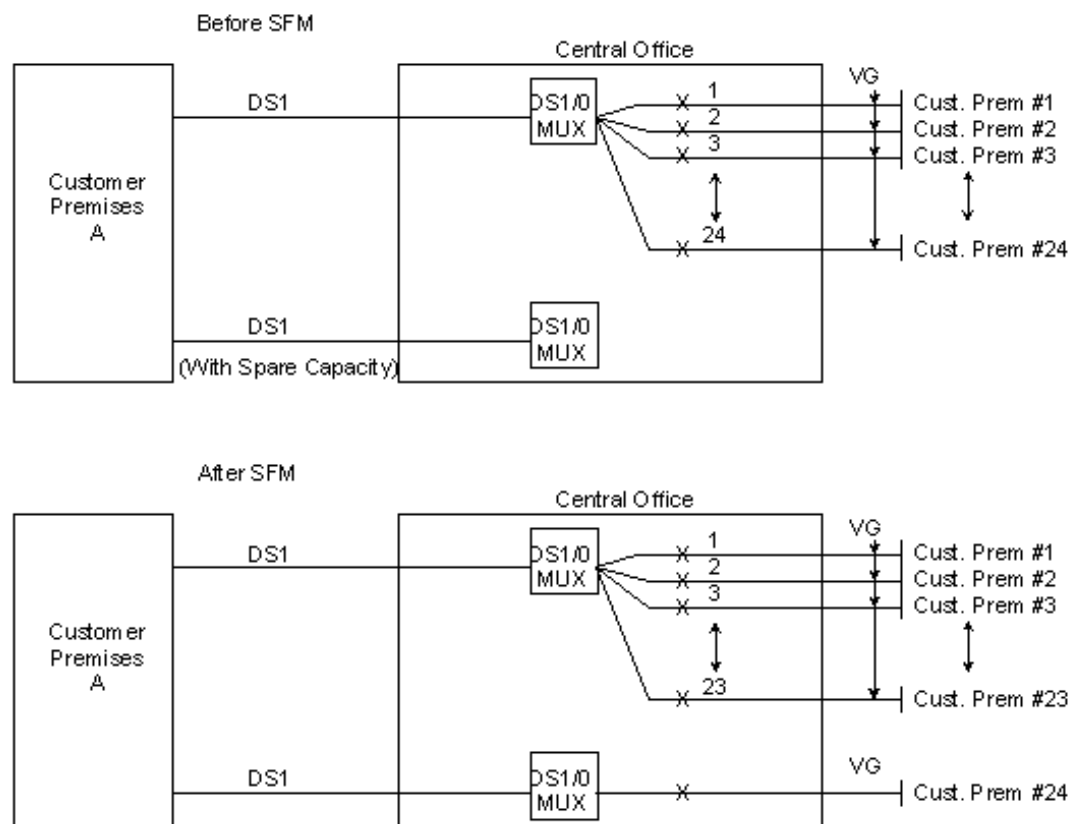 Before SFM
Central Office
VG
DS1
DS1/0
MUX
1
2
3
24
Cust. Prem #1
Cust. Prem #2
Cust. Prem #3
Cust. Prem #24
Customer
Premises
A
DS1
(With Spare Capacity)
DS1/0
MUX
After SFM
Central Office
VG
DS1
DS1/0
MUX
1
2
3
23
Cust. Prem #1
Cust. Prem #2
Cust. Prem #3
Cust. Prem #23
Customer
Premises
A
DS1
DS1/0
MUX
VG
Cust. Prem #24